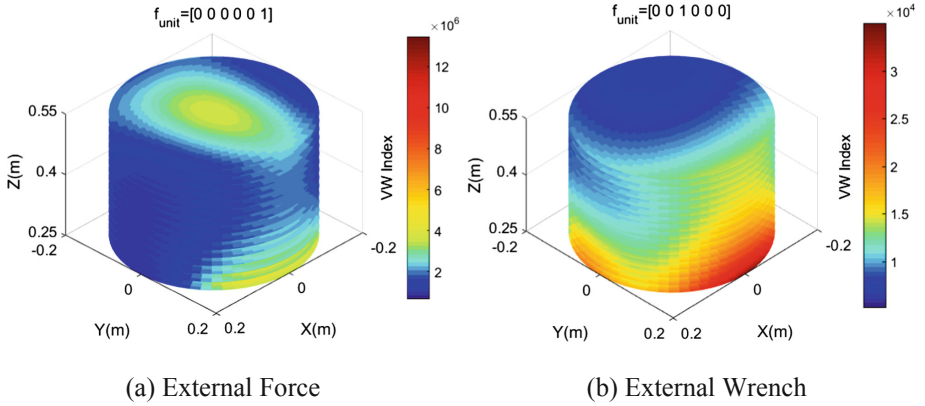 f_unit=[0 0 0 0 0 1]
×10^6
12
10
8
6
4
2
VW Index
0.55
0.4
0.25
Z(m)
-0.2
0
0.2
Y(m)
0.2
0
-0.2
X(m)
(a) External Force
f_unit=[0 0 1 0 0 0]
×10^4
3.5
3
2.5
2
1.5
1
VW Index
0.55
0.4
0.25
Z(m)
-0.2
0
0.2
Y(m)
0.2
0
-0.2
X(m)
(b) External Wrench